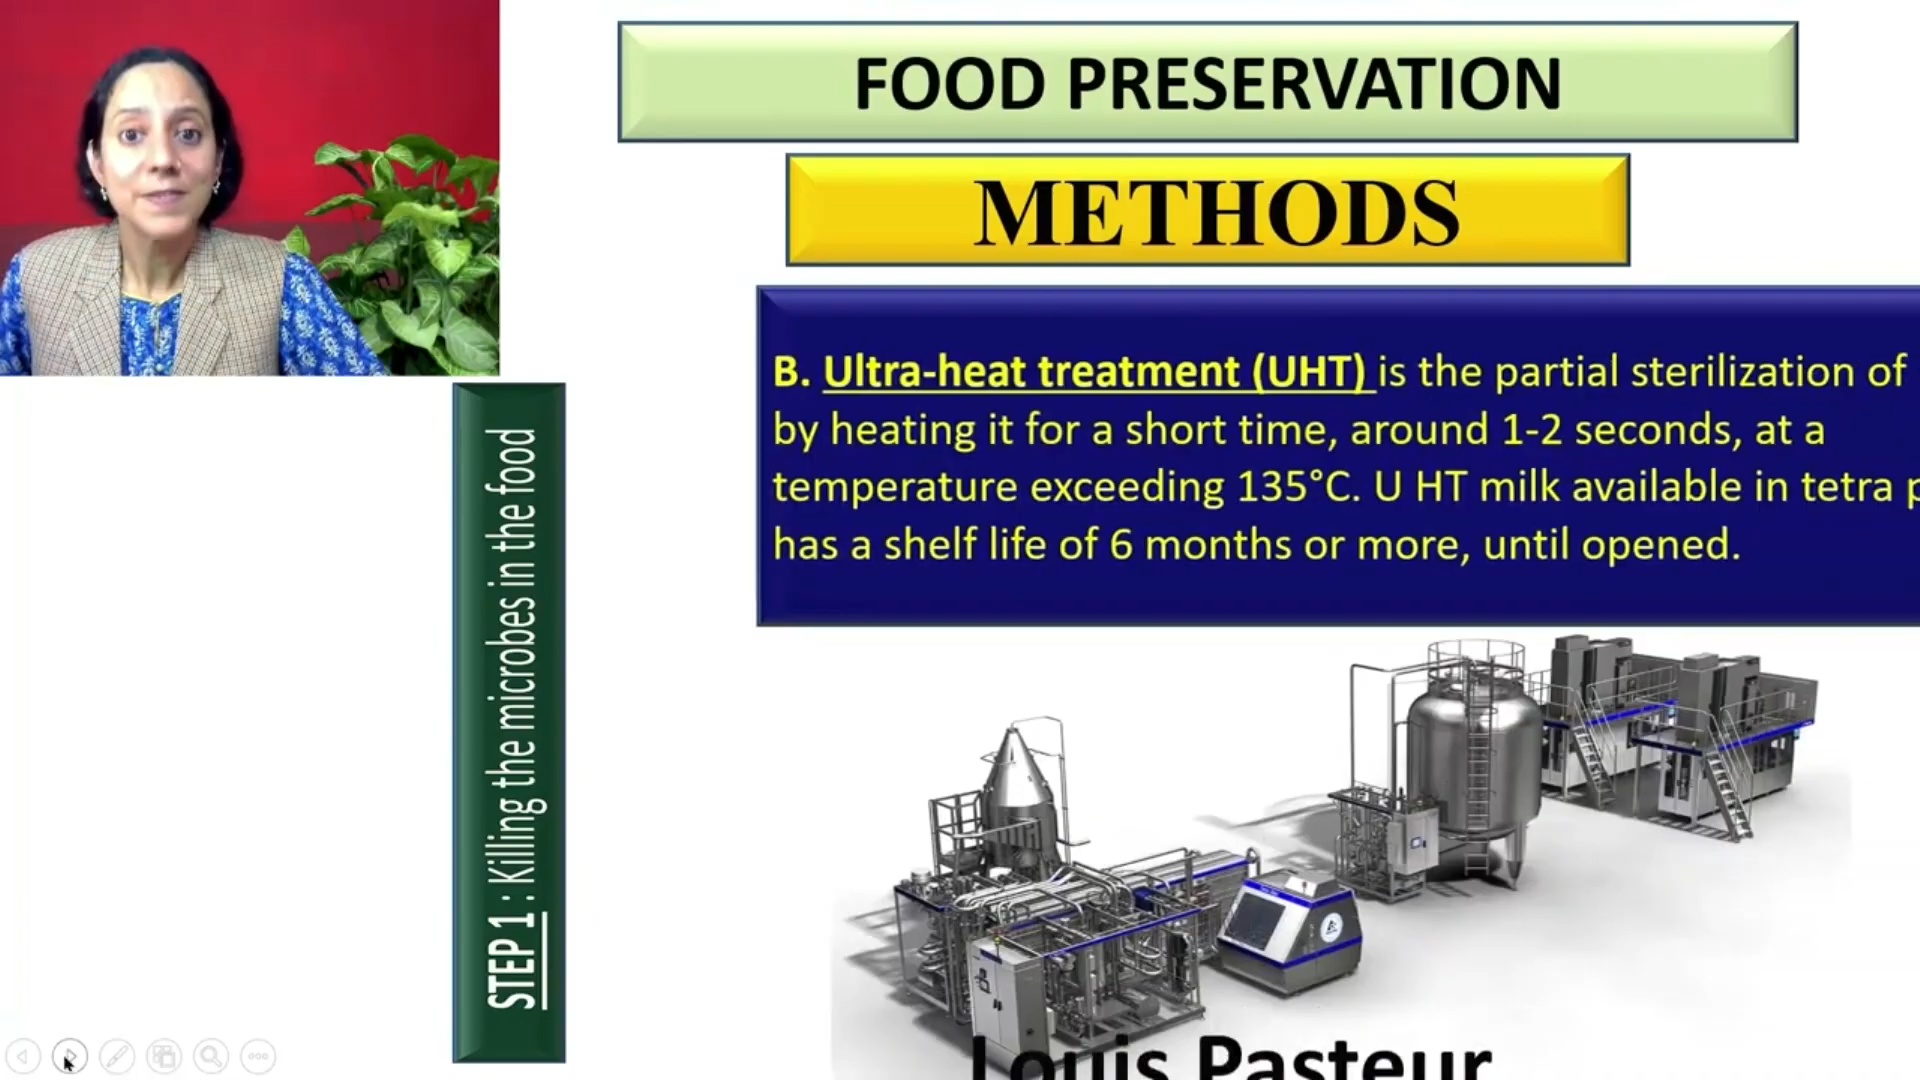 FOOD PRESERVATION
METHODS
B. Ultra-heat treatment (UHT) is the partial sterilization of
by heating it for a short time, around 1-2 seconds, at a
temperature exceeding 135°C. U HT milk available in tetra p
has a shelf life of 6 months or more, until opened.
STEP 1 : Killing the microbes in the food
Louis Pasteur